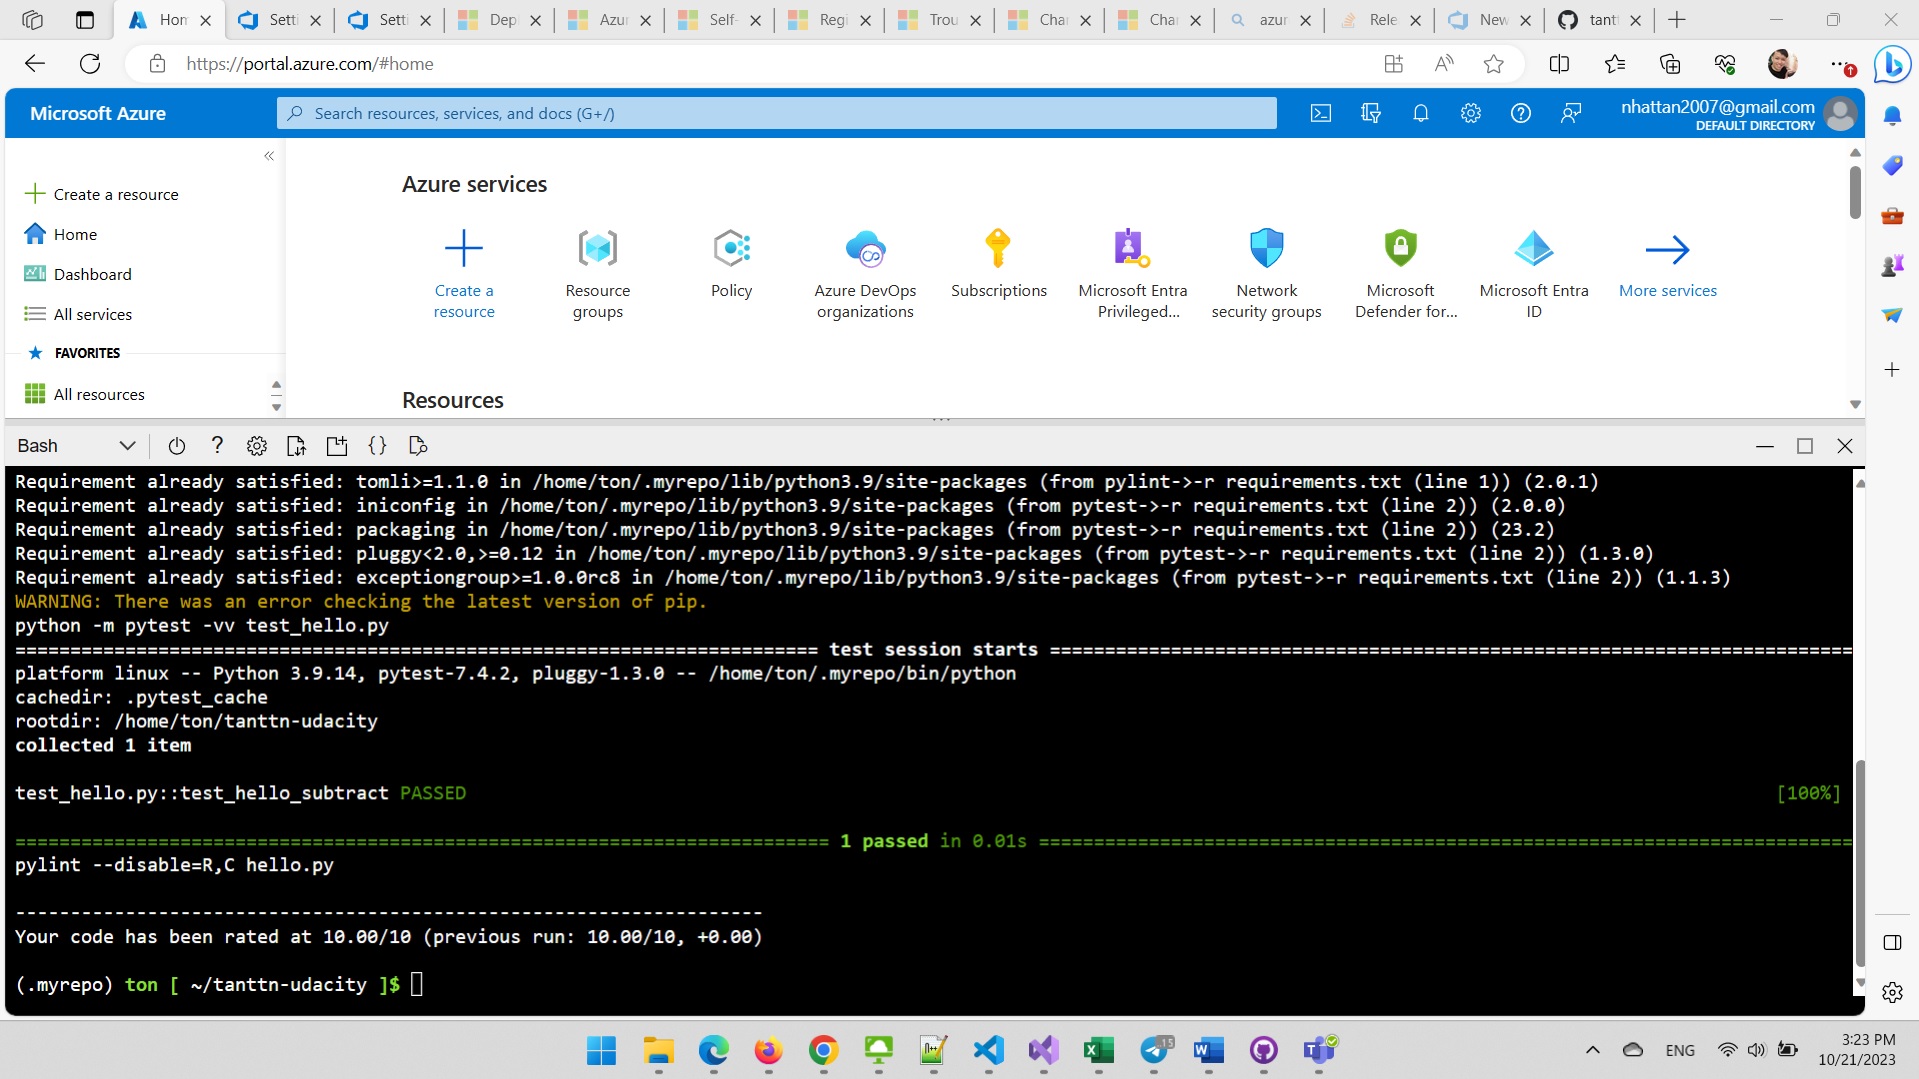 Hon
Setti
Setti
Depl
Azur
Self-
Regi
Trou
Chan
Chan
azur
Rele
New
tantt
https://portal.azure.com/#home
Microsoft Azure
Search resources, services, and docs (G+/)
nhattan2007@gmail.com
DEFAULT DIRECTORY
Create a resource
Home
Dashboard
All services
FAVORITES
All resources
Azure services
Create a resource
Resource groups
Policy
Azure DevOps organizations
Subscriptions
Microsoft Entra Privileged...
Network security groups
Microsoft Defender for...
Microsoft Entra ID
More services
Resources
Bash
Requirement already satisfied: tomli>=1.1.0 in /home/ton/.myrepo/lib/python3.9/site-packages (from pylint->-r requirements.txt (line 1)) (2.0.1)
Requirement already satisfied: iniconfig in /home/ton/.myrepo/lib/python3.9/site-packages (from pytest->-r requirements.txt (line 2)) (2.0.0)
Requirement already satisfied: packaging in /home/ton/.myrepo/lib/python3.9/site-packages (from pytest->-r requirements.txt (line 2)) (23.2)
Requirement already satisfied: pluggy<2.0,>=0.12 in /home/ton/.myrepo/lib/python3.9/site-packages (from pytest->-r requirements.txt (line 2)) (1.3.0)
Requirement already satisfied: exceptiongroup>=1.0.0rc8 in /home/ton/.myrepo/lib/python3.9/site-packages (from pytest->-r requirements.txt (line 2)) (1.1.3)
WARNING: There was an error checking the latest version of pip.
python -m pytest -vv test_hello.py
=========================================================================== test session starts ===========================================================================
platform linux -- Python 3.9.14, pytest-7.4.2, pluggy-1.3.0 -- /home/ton/.myrepo/bin/python
cachedir: .pytest_cache
rootdir: /home/ton/tanttn-udacity
collected 1 item
test_hello.py::test_hello_subtract PASSED [100%]
============================================================================ 1 passed in 0.01s ============================================================================
pylint --disable=R,C hello.py
--------------------------------------------------------------------
Your code has been rated at 10.00/10 (previous run: 10.00/10, +0.00)
(.myrepo) ton [ ~/tanttn-udacity ]$
15
ENG
3:23 PM
10/21/2023